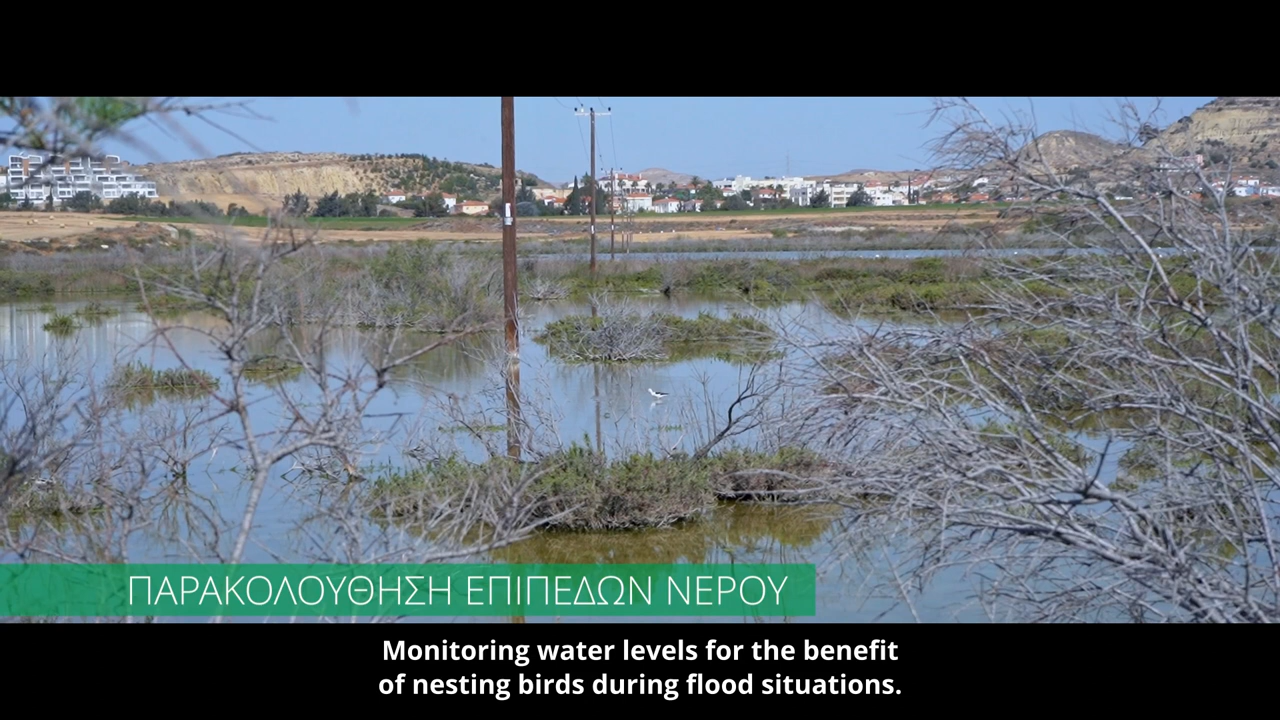 ΠΑΡΑΚΟΛΟΥΘΗΣΗ ΕΠΙΠΕΔΩΝ ΝΕΡΟΥ
Monitoring water levels for the benefit
of nesting birds during flood situations.